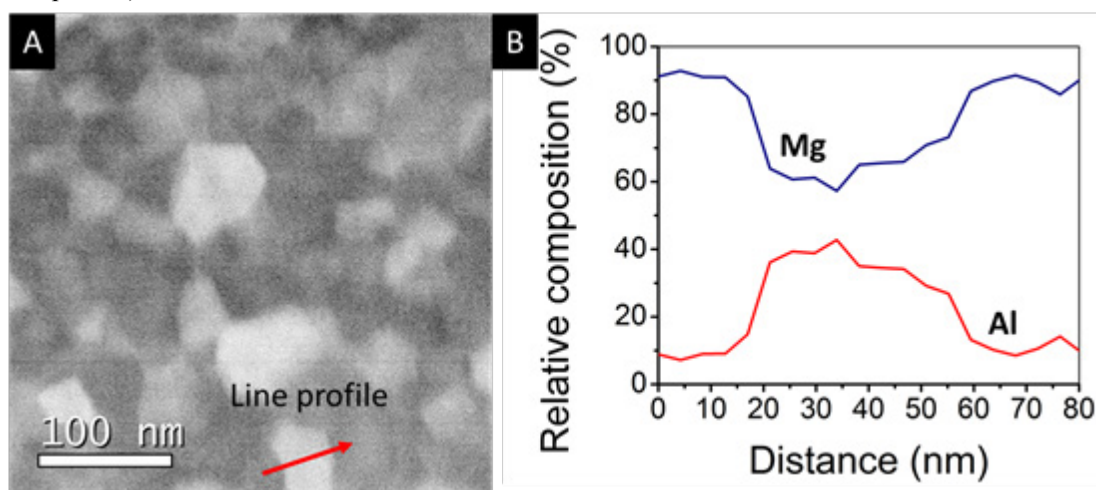 A
Line profile
100 nm
B
Relative composition (%)
100
80
60
40
20
0
Mg
Al
0 10 20 30 40 50 60 70 80
Distance (nm)